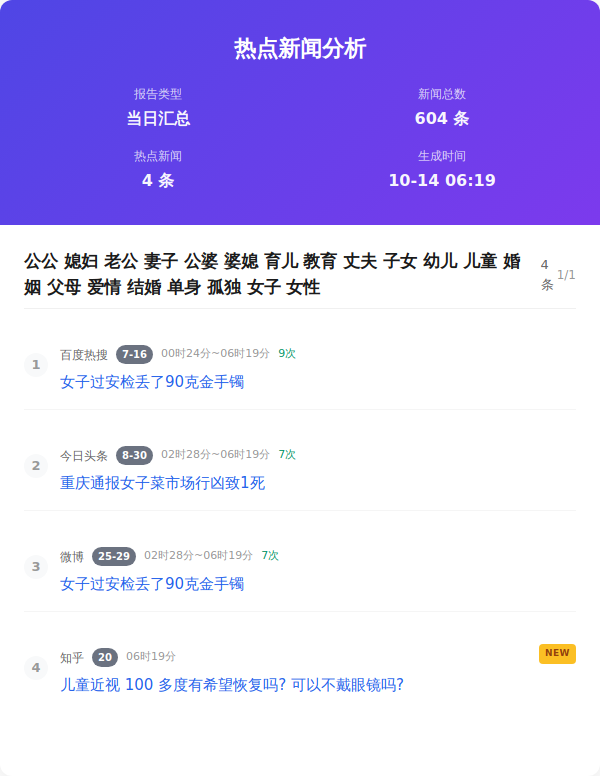 热点新闻分析
报告类型
新闻总数
当日汇总
604 条
热点新闻
生成时间
4 条
10-14 06:19
公公 媳妇 老公 妻子 公婆 婆媳 育儿 教育 丈夫 子女 幼儿 儿童 婚
姻 父母 爱情 结婚 单身 孤独 女子 女性
4
条
1/1
1
百度热搜 7-16 00时24分~06时19分 9次
女子过安检丢了90克金手镯
2
今日头条 8-30 02时28分~06时19分 7次
重庆通报女子菜市场行凶致1死
3
微博 25-29 02时28分~06时19分 7次
女子过安检丢了90克金手镯
4
知乎 20 06时19分
NEW
儿童近视 100 多度有希望恢复吗? 可以不戴眼镜吗?